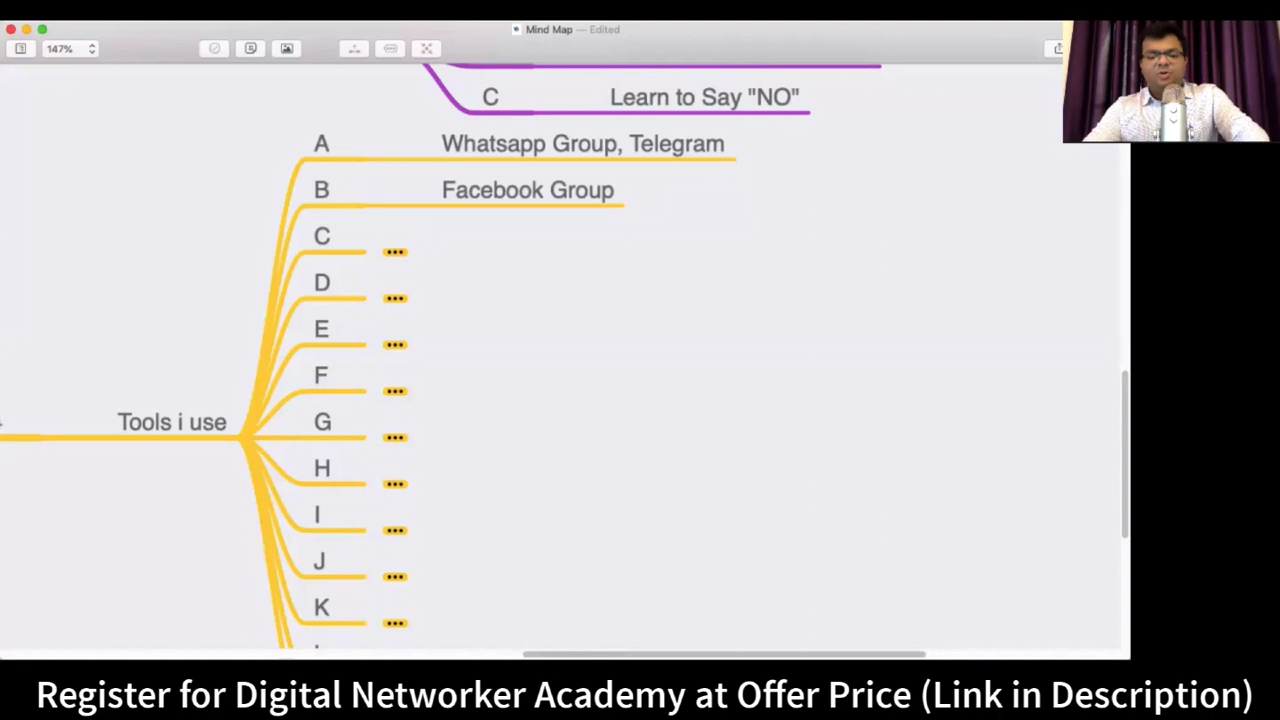 Mind Map — Edited
147%
C Learn to Say "NO"
A Whatsapp Group, Telegram
B Facebook Group
C
D
E
F
Tools i use
G
H
I
J
K
Register for Digital Networker Academy at Offer Price (Link in Description)